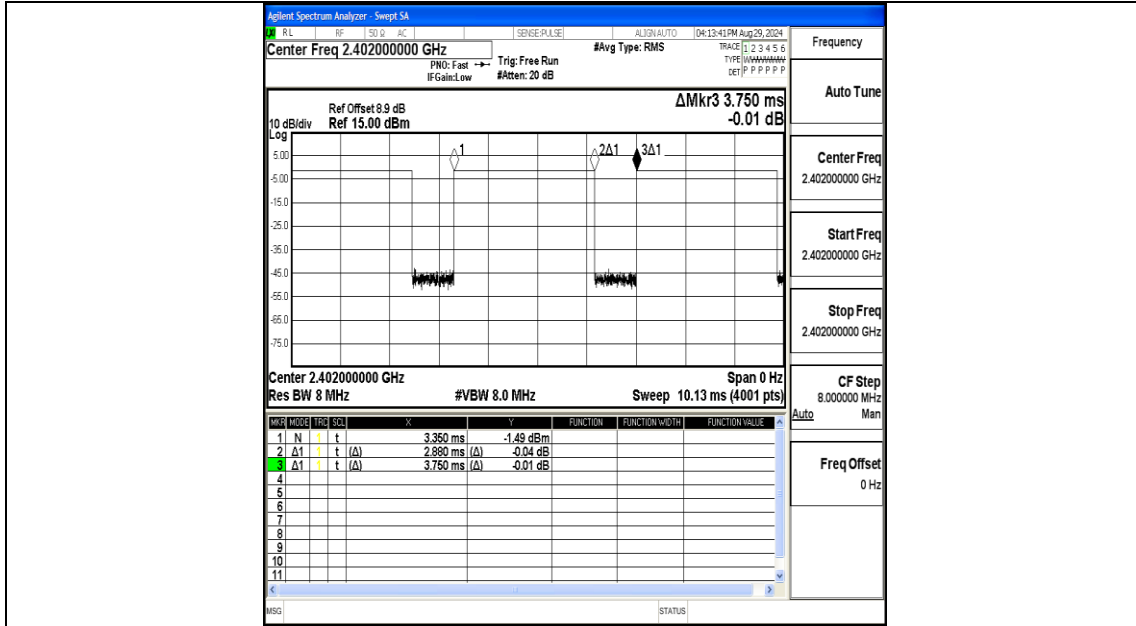 Agilent Spectrum Analyzer - Swept SA
LXI RL RF 50 Ω AC SENSE:PULSE ALIGN AUTO 04:13:41 PM Aug 29, 2024
Center Freq 2.402000000 GHz
PNO: Fast
IFGain:Low
Trig: Free Run
#Atten: 20 dB
#Avg Type: RMS
TRACE 1 2 3 4 5 6
TYPE
DET P P P P P P
Frequency
ΔMkr3 3.750 ms
-0.01 dB
Ref Offset 8.9 dB
10 dB/div Ref 15.00 dBm
Log
5.00
-5.00
-15.0
-25.0
-35.0
-45.0
-55.0
-65.0
-75.0
1
2Δ1
3Δ1
Center 2.402000000 GHz Span 0 Hz
Res BW 8 MHz #VBW 8.0 MHz Sweep 10.13 ms (4001 pts)
MKR MODE TRC SCL X Y FUNCTION FUNCTION WIDTH FUNCTION VALUE
1 N 1 t 3.350 ms -1.49 dBm
2 Δ1 1 t (Δ) 2.880 ms (Δ) -0.04 dB
3 Δ1 1 t (Δ) 3.750 ms (Δ) -0.01 dB
4
5
6
7
8
9
10
11
MSG STATUS
Auto Tune
Center Freq
2.402000000 GHz
Start Freq
2.402000000 GHz
Stop Freq
2.402000000 GHz
CF Step
8.000000 MHz
Auto Man
Freq Offset
0 Hz